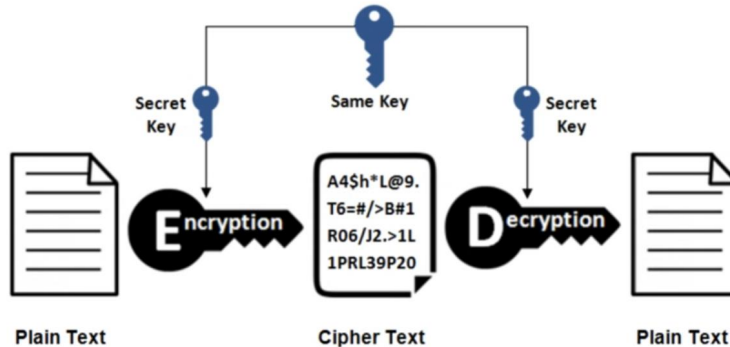 Secret
Key
Same Key
Secret
Key
Encryption
A4$h*L@9.
T6=#/>B#1
R06/J2.>1L
1PRL39P20
Decryption
Plain Text
Cipher Text
Plain Text